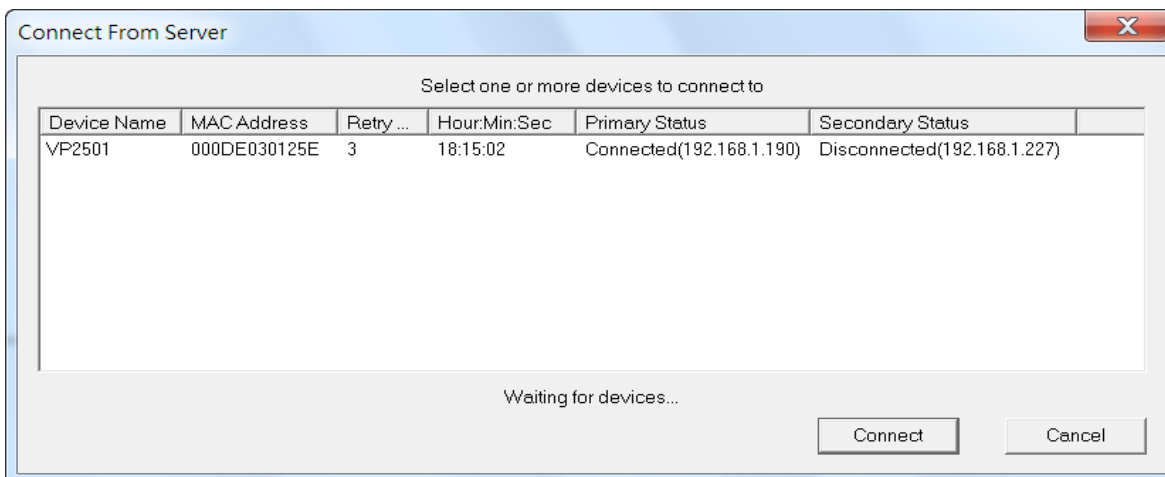 Connect From Server
Select one or more devices to connect to
Device Name MAC Address Retry ... Hour:Min:Sec Primary Status Secondary Status
VP2501 000DE030125E 3 18:15:02 Connected(192.168.1.190) Disconnected(192.168.1.227)
Waiting for devices...
Connect Cancel